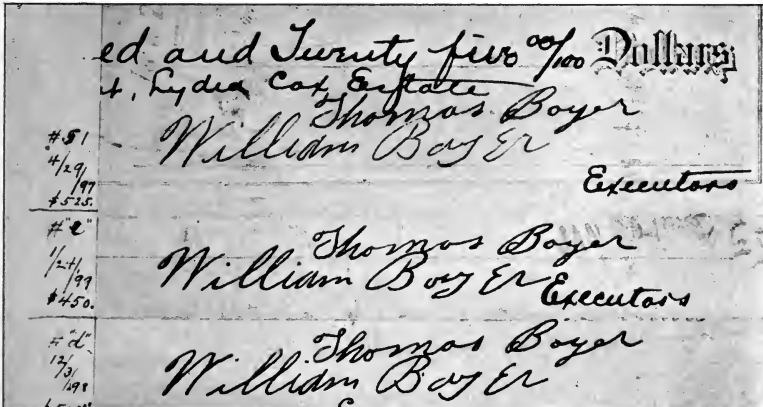 ed and Twenty five 00/100 Dollars
t, Lydia Cox, Estate
Thomas Boyer
#51
William Boyer
4/29/97
Executors
$525.
#"e"
Thomas Boyer
1/24/99
William Boyer
$450.
Executors
#"d"
Thomas Boyer
12/31/98
William Boyer